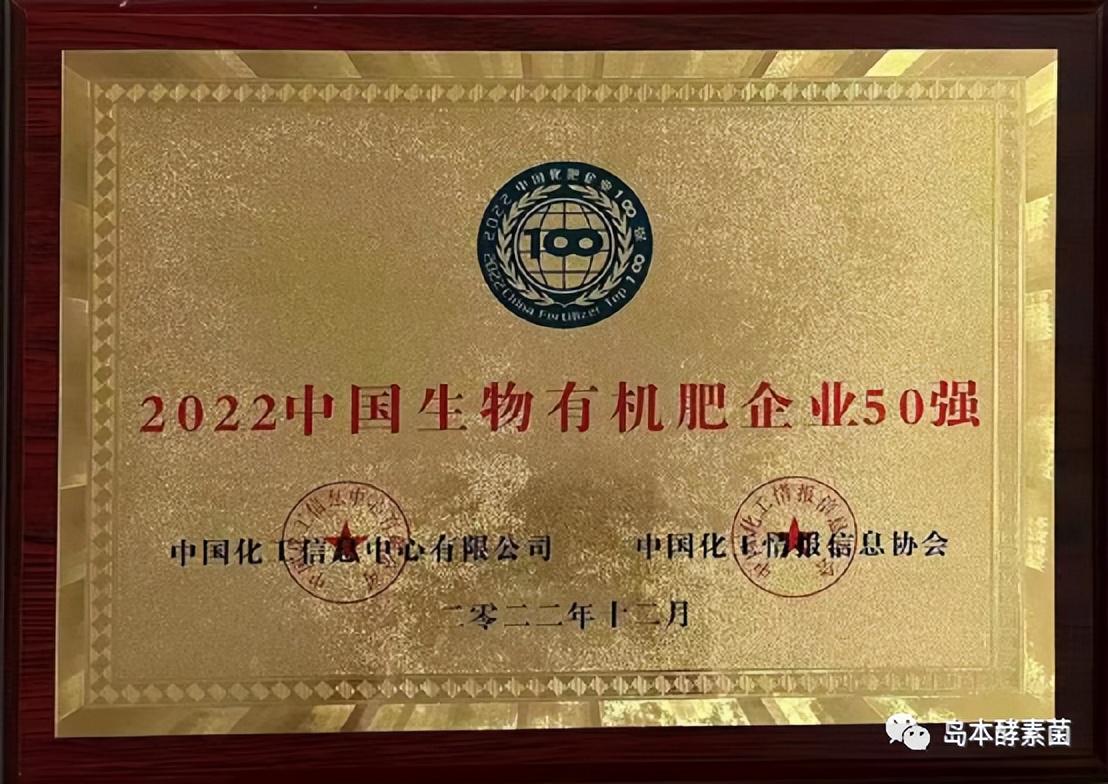 2022中国化肥企业100强
100
2022China Fertilizer Top 100
2022中国生物有机肥企业50强
中国化工信息中心有限公司
中国化工情报信息协会
二零二二年十二月
岛本酵素菌